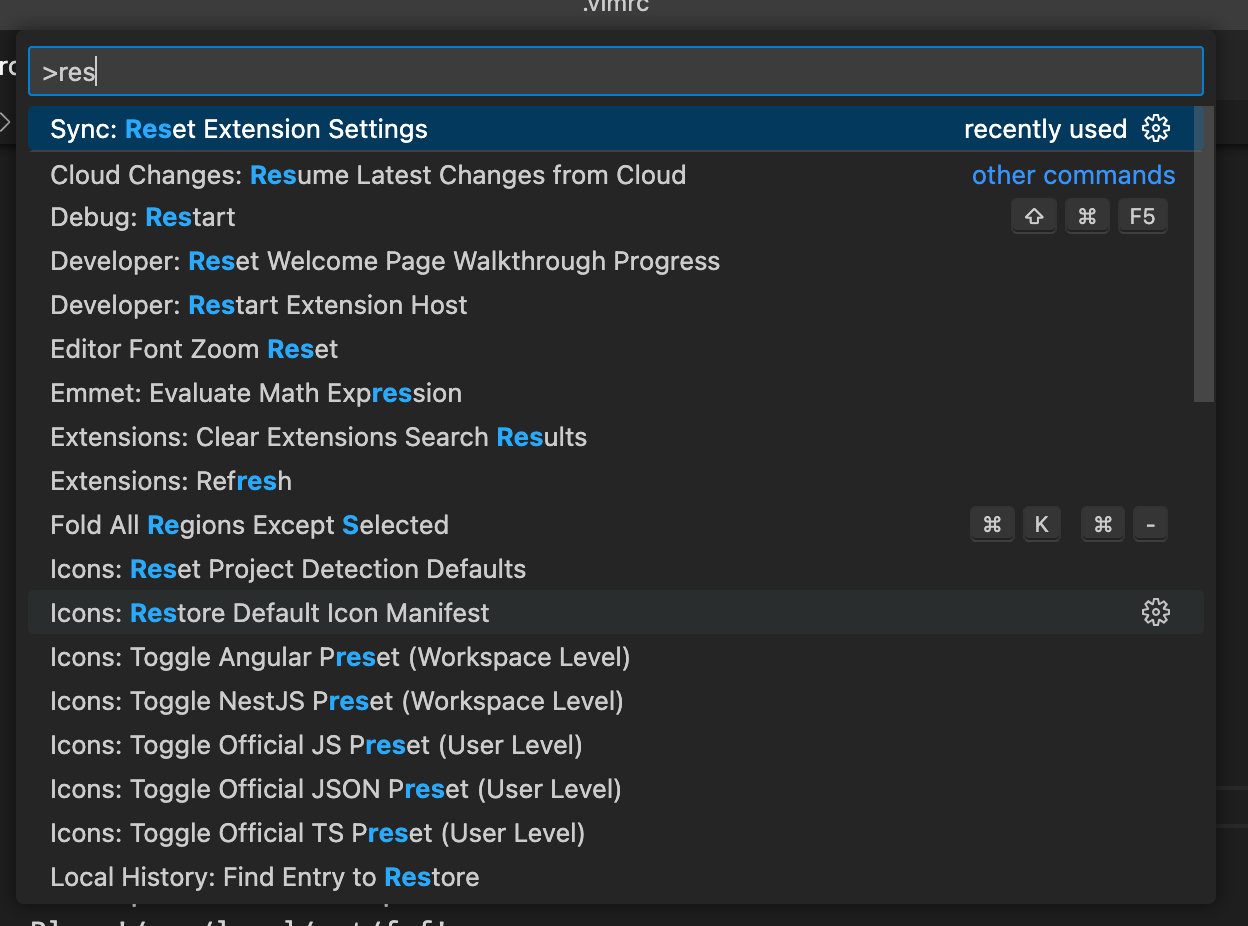 .vimrc
>res
Sync: Reset Extension Settings recently used
Cloud Changes: Resume Latest Changes from Cloud other commands
Debug: Restart ⇧ ⌘ F5
Developer: Reset Welcome Page Walkthrough Progress
Developer: Restart Extension Host
Editor Font Zoom Reset
Emmet: Evaluate Math Expression
Extensions: Clear Extensions Search Results
Extensions: Refresh
Fold All Regions Except Selected ⌘ K ⌘ -
Icons: Reset Project Detection Defaults
Icons: Restore Default Icon Manifest
Icons: Toggle Angular Preset (Workspace Level)
Icons: Toggle NestJS Preset (Workspace Level)
Icons: Toggle Official JS Preset (User Level)
Icons: Toggle Official JSON Preset (User Level)
Icons: Toggle Official TS Preset (User Level)
Local History: Find Entry to Restore